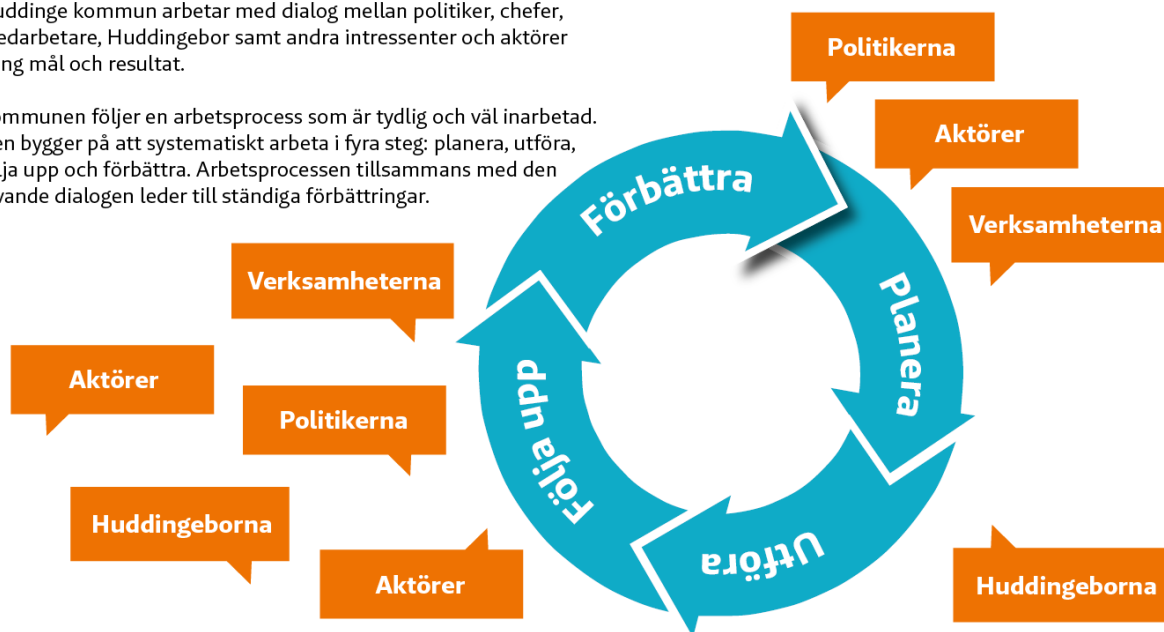 uddinge kommun arbetar med dialog mellan politiker, chefer,
edarbetare, Huddingebor samt andra intressenter och aktörer
ing mål och resultat.
ommunen följer en arbetsprocess som är tydlig och väl inarbetad.
en bygger på att systematiskt arbeta i fyra steg: planera, utföra,
lja upp och förbättra. Arbetsprocessen tillsammans med den
vande dialogen leder till ständiga förbättringar.
Politikerna
Aktörer
Verksamheterna
Förbättra
Planera
Utföra
Följa upp
Verksamheterna
Aktörer
Politikerna
Huddingeborna
Aktörer
Huddingeborna